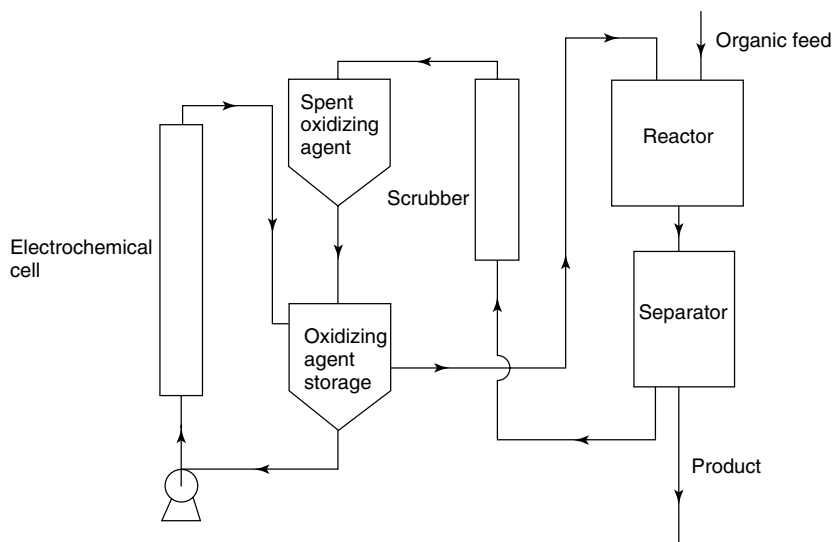 Organic feed
Spent
oxidizing
agent
Reactor
Scrubber
Electrochemical
cell
Separator
Oxidizing
agent
storage
Product